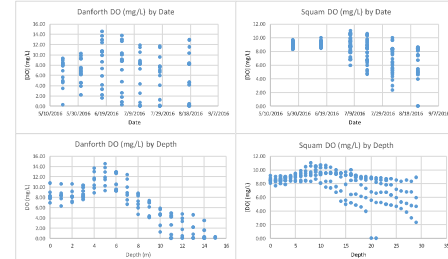 Danforth DO (mg/L) by Date
16.00
14.00
12.00
10.00
8.00
6.00
4.00
2.00
0.00
[DO] (mg/L)
5/10/2016 5/30/2016 6/19/2016 7/9/2016 7/29/2016 8/18/2016 9/7/2016
Date
Squam DO (mg/L) by Date
12.00
10.00
8.00
6.00
4.00
2.00
0.00
[DO] (mg/L)
5/10/2016 5/30/2016 6/19/2016 7/9/2016 7/29/2016 8/18/2016 9/7/2016
Date
Danforth DO (mg/L) by Depth
16.00
14.00
12.00
10.00
8.00
6.00
4.00
2.00
0.00
DO (mg/L)
0 2 4 6 8 10 12 14 16
Depth (m)
Squam DO (mg/L) by Depth
12.00
10.00
8.00
6.00
4.00
2.00
0.00
[DO] (mg/L)
0 5 10 15 20 25 30 35
Depth